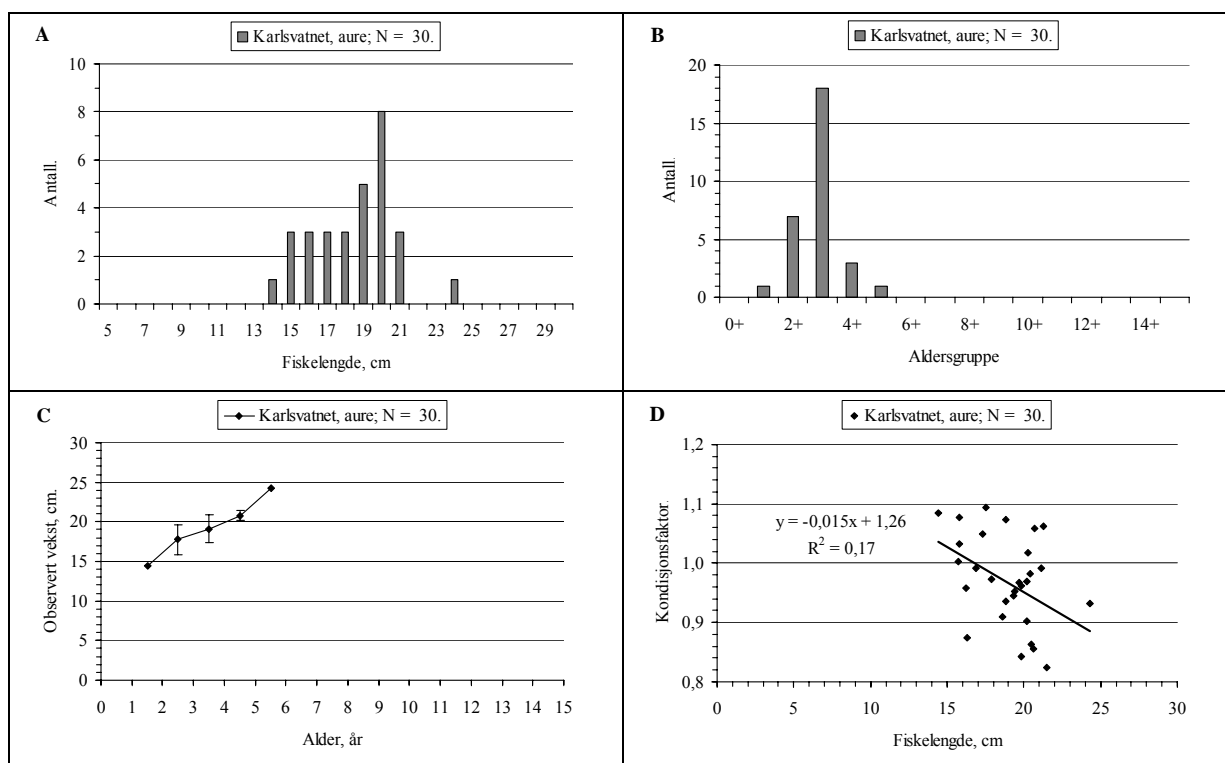 A
Karlsvatnet, aure; N = 30.
Antall.
10
8
6
4
2
0
5 7 9 11 13 15 17 19 21 23 25 27 29
Fiskelengde, cm
B
Karlsvatnet, aure; N = 30.
Antall.
20
15
10
5
0
0+ 2+ 4+ 6+ 8+ 10+ 12+ 14+
Aldersgruppe
C
Karlsvatnet, aure; N = 30.
Observert vekst, cm.
30
25
20
15
10
5
0
0 1 2 3 4 5 6 7 8 9 10 11 12 13 14 15
Alder, år
D
Karlsvatnet, aure; N = 30.
Kondisjonsfaktor.
1,2
1,1
1,0
0,9
0,8
y = -0,015x + 1,26
R² = 0,17
0 5 10 15 20 25 30
Fiskelengde, cm